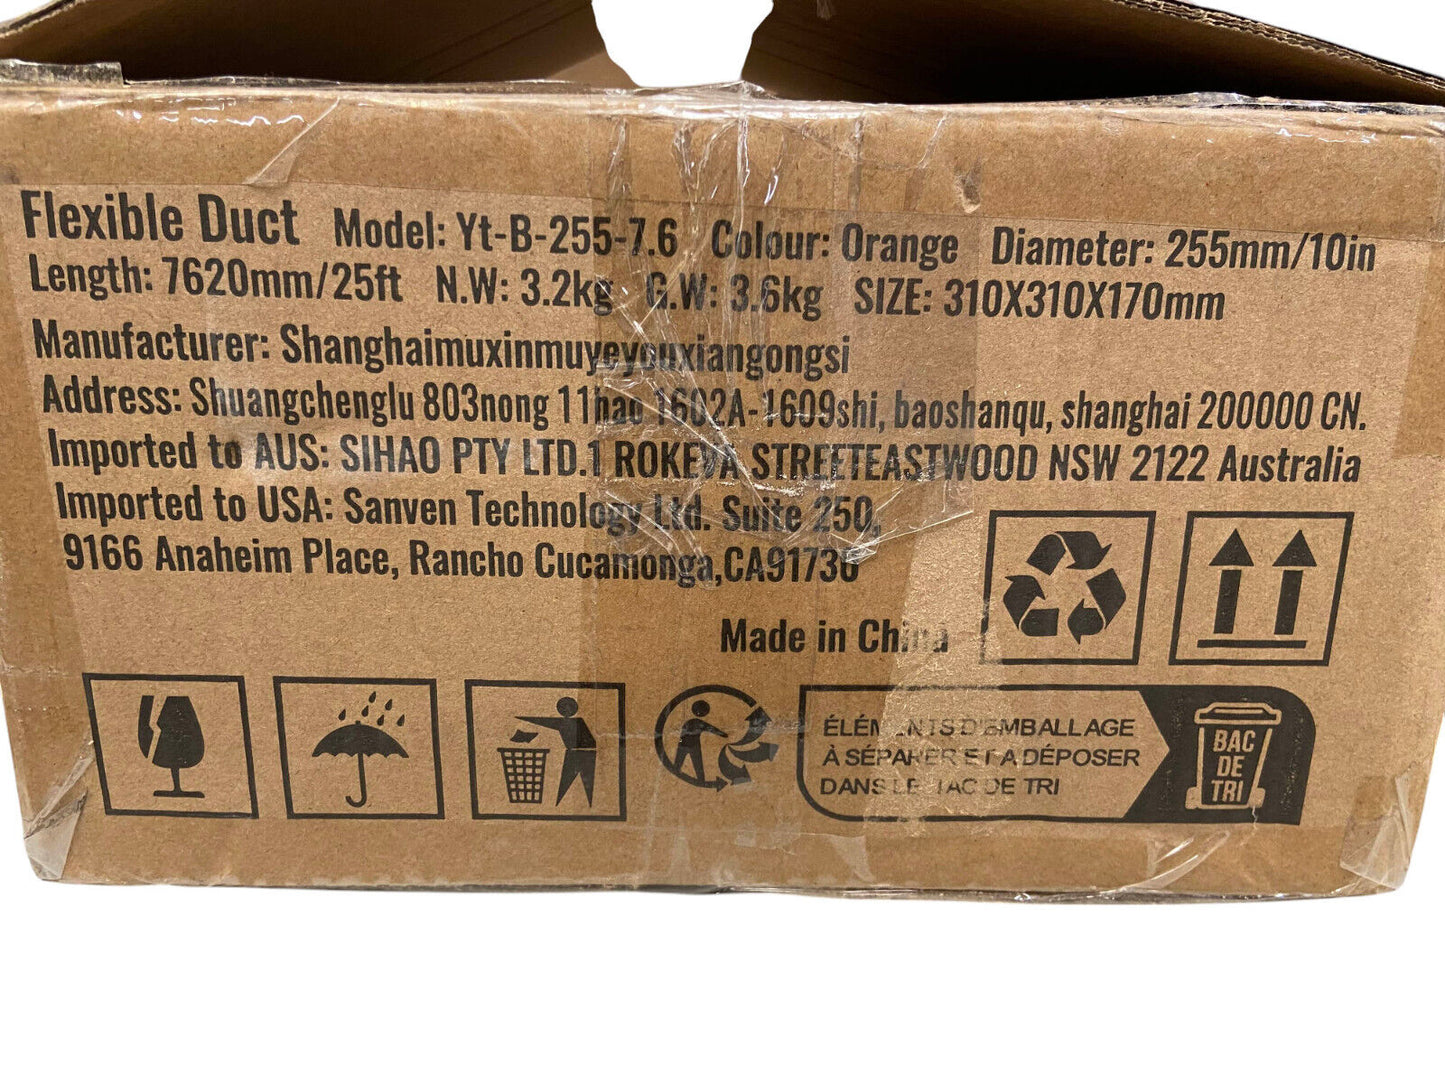 Flexible Duct Model: Yt-B-255-7.6 Colour: Orange Diameter: 255mm/10in
Length: 7620mm/25ft N.W: 3.2kg G.W: 3.6kg SIZE: 310X310X170mm
Manufacturer: Shanghaimuxinmuyeyouxiangongsi
Address: Shuangchenglu 803nong 11hao 1602A-1609shi, baoshanqu, shanghai 200000 CN.
Imported to AUS: SIHAO PTY LTD.1 ROKEVA STREETEASTWOOD NSW 2122 Australia
Imported to USA: Sanven Technology Ltd. Suite 250,
9166 Anaheim Place, Rancho Cucamonga,CA91730
Made in China
ÉLÉMENTS D'EMBALLAGE
À SÉPARER ET À DÉPOSER
DANS LE BAC DE TRI
BAC
DE
TRI